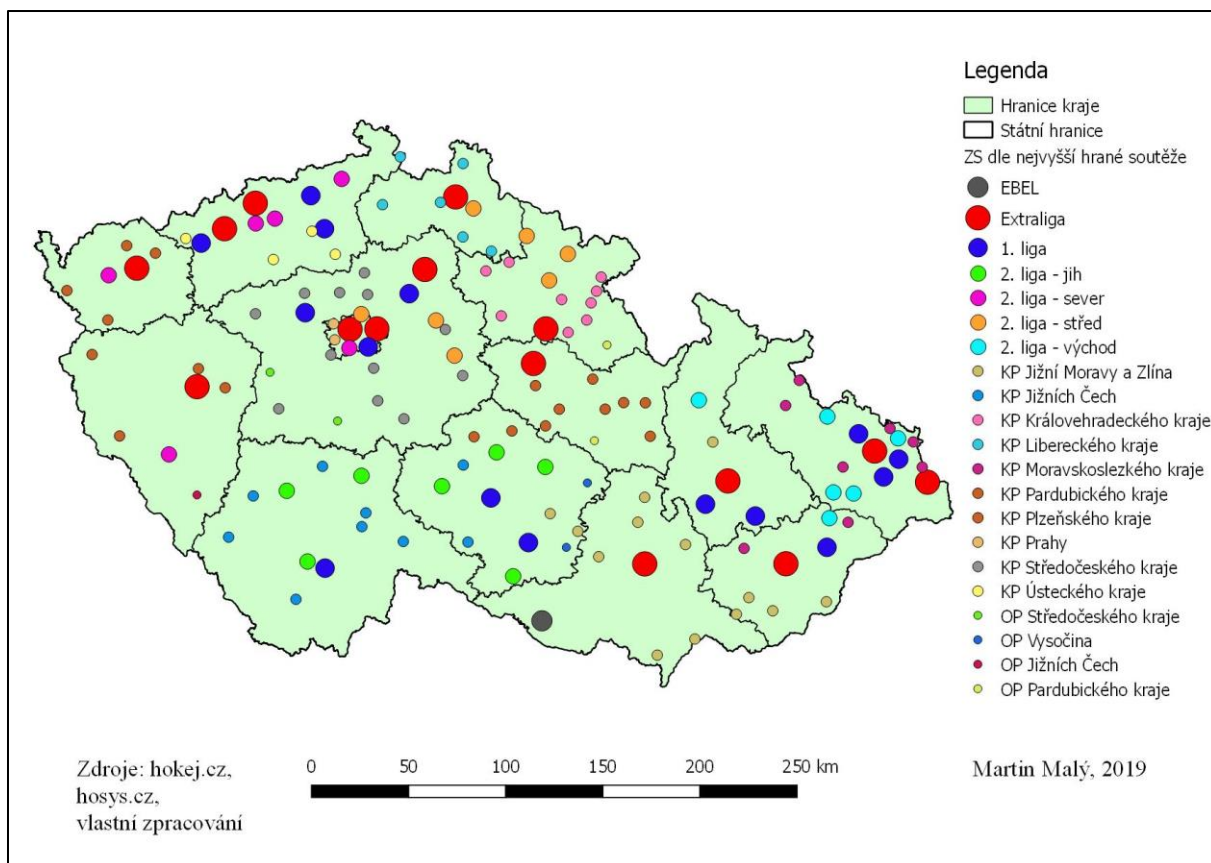 Legenda
Hranice kraje
Státní hranice
ZS dle nejvyšší hrané soutěže
EBEL
Extraliga
1. liga
2. liga - jih
2. liga - sever
2. liga - střed
2. liga - východ
KP Jižní Moravy a Zlína
KP Jižních Čech
KP Královehradeckého kraje
KP Libereckého kraje
KP Moravskoslezkého kraje
KP Pardubického kraje
KP Plzeňského kraje
KP Prahy
KP Středočeského kraje
KP Ústeckého kraje
OP Středočeského kraje
OP Vysočina
OP Jižních Čech
OP Pardubického kraje
Zdroje: hokej.cz,
hosys.cz,
vlastní zpracování
0 50 100 150 200 250 km
Martin Malý, 2019